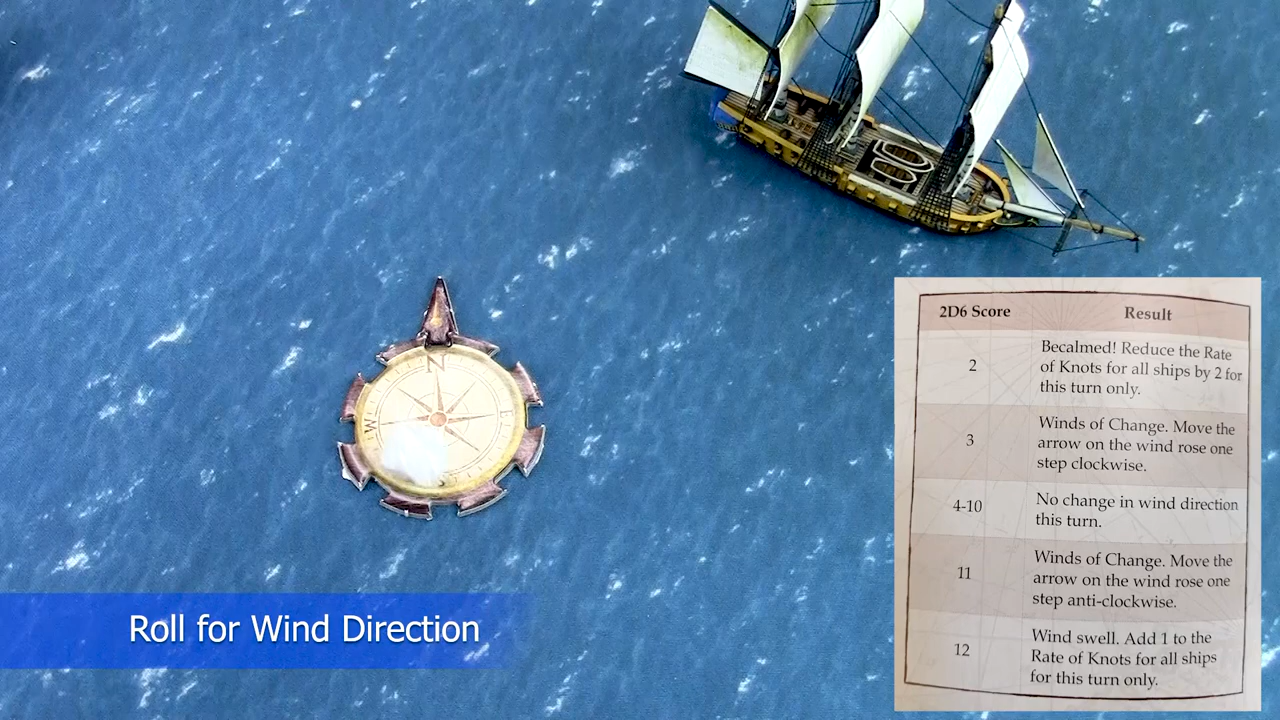 N
W
E
2D6 Score Result
2
Becalmed! Reduce the Rate
of Knots for all ships by 2 for
this turn only.
3
Winds of Change. Move the
arrow on the wind rose one
step clockwise.
4-10
No change in wind direction
this turn.
11
Winds of Change. Move the
arrow on the wind rose one
step anti-clockwise.
12
Wind swell. Add 1 to the
Rate of Knots for all ships
for this turn only.
Roll for Wind Direction